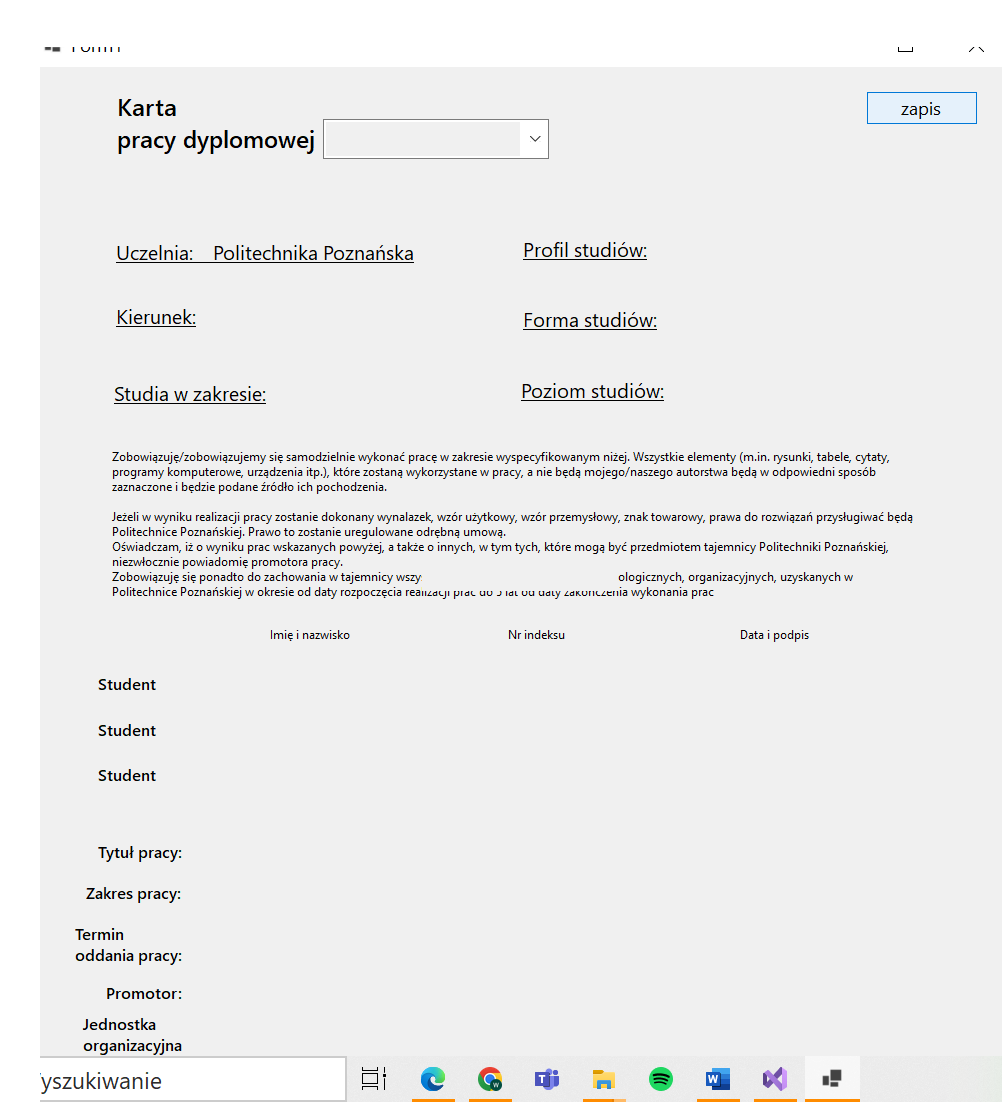 Karta
zapis
pracy dyplomowej
Uczelnia: Politechnika Poznańska
Profil studiów:
Kierunek:
Forma studiów:
Studia w zakresie:
Poziom studiów:
Zobowiązuję/zobowiązujemy się samodzielnie wykonać pracę w zakresie wyspecyfikowanym niżej. Wszystkie elementy (m.in. rysunki, tabele, cytaty,
programy komputerowe, urządzenia itp.), które zostaną wykorzystane w pracy, a nie będą mojego/naszego autorstwa będą w odpowiedni sposób
zaznaczone i będzie podane źródło ich pochodzenia.
Jeżeli w wyniku realizacji pracy zostanie dokonany wynalazek, wzór użytkowy, wzór przemysłowy, znak towarowy, prawa do rozwiązań przysługiwać będą
Politechnice Poznańskiej. Prawo to zostanie uregulowane odrębną umową.
Oświadczam, iż o wyniku prac wskazanych powyżej, a także o innych, w tym tych, które mogą być przedmiotem tajemnicy Politechniki Poznańskiej,
niezwłocznie powiadomię promotora pracy.
Zobowiązuję się ponadto do zachowania w tajemnicy wszy ologicznych, organizacyjnych, uzyskanych w
Politechnice Poznańskiej w okresie od daty rozpoczęcia realizacji prac do 5 lat od daty zakończenia wykonania prac
Imię i nazwisko
Nr indeksu
Data i podpis
Student
Student
Student
Tytuł pracy:
Zakres pracy:
Termin
oddania pracy:
Promotor:
Jednostka
organizacyjna
yszukiwanie